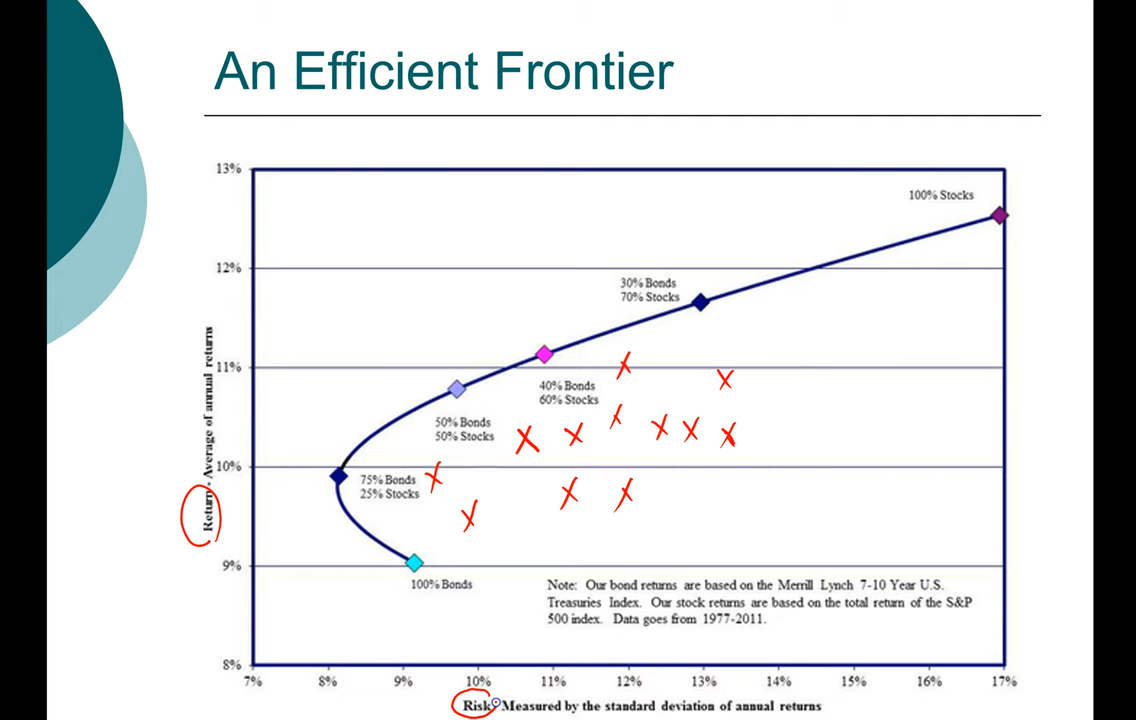 An Efficient Frontier
13%
100% Stocks
12%
30% Bonds
70% Stocks
11%
40% Bonds
60% Stocks
50% Bonds
50% Stocks
10%
75% Bonds
25% Stocks
9%
100% Bonds
Note: Our bond returns are based on the Merrill Lynch 7-10 Year U.S.
Treasuries Index. Our stock returns are based on the total return of the S&P
500 index. Data goes from 1977-2011.
8%
Return - Average of annual returns
7% 8% 9% 10% 11% 12% 13% 14% 15% 16% 17%
Risk- Measured by the standard deviation of annual returns